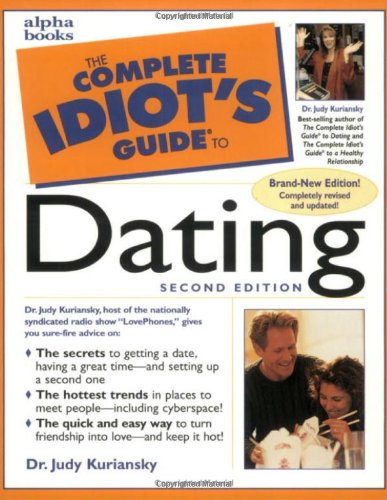 Copyrighted Material
alpha
books
THE
COMPLETE
IDIOT'S
GUIDE® TO
Dr. Judy Kuriansky
Best-selling author of
The Complete Idiot's
Guide® to Dating and
The Complete Idiot's
Guide® to a Healthy
Relationship
Brand-New Edition!
Completely revised
and updated!
Dating
SECOND EDITION
Dr. Judy Kuriansky, host of the nationally
syndicated radio show “LovePhones,” gives
you sure-fire advice on:
♦ The secrets to getting a date,
having a great time—and setting up
a second one
♦ The hottest trends in places to
meet people—including cyberspace!
♦ The quick and easy way to turn
friendship into love—and keep it hot!
Dr. Judy Kuriansky
Copyrighted Material